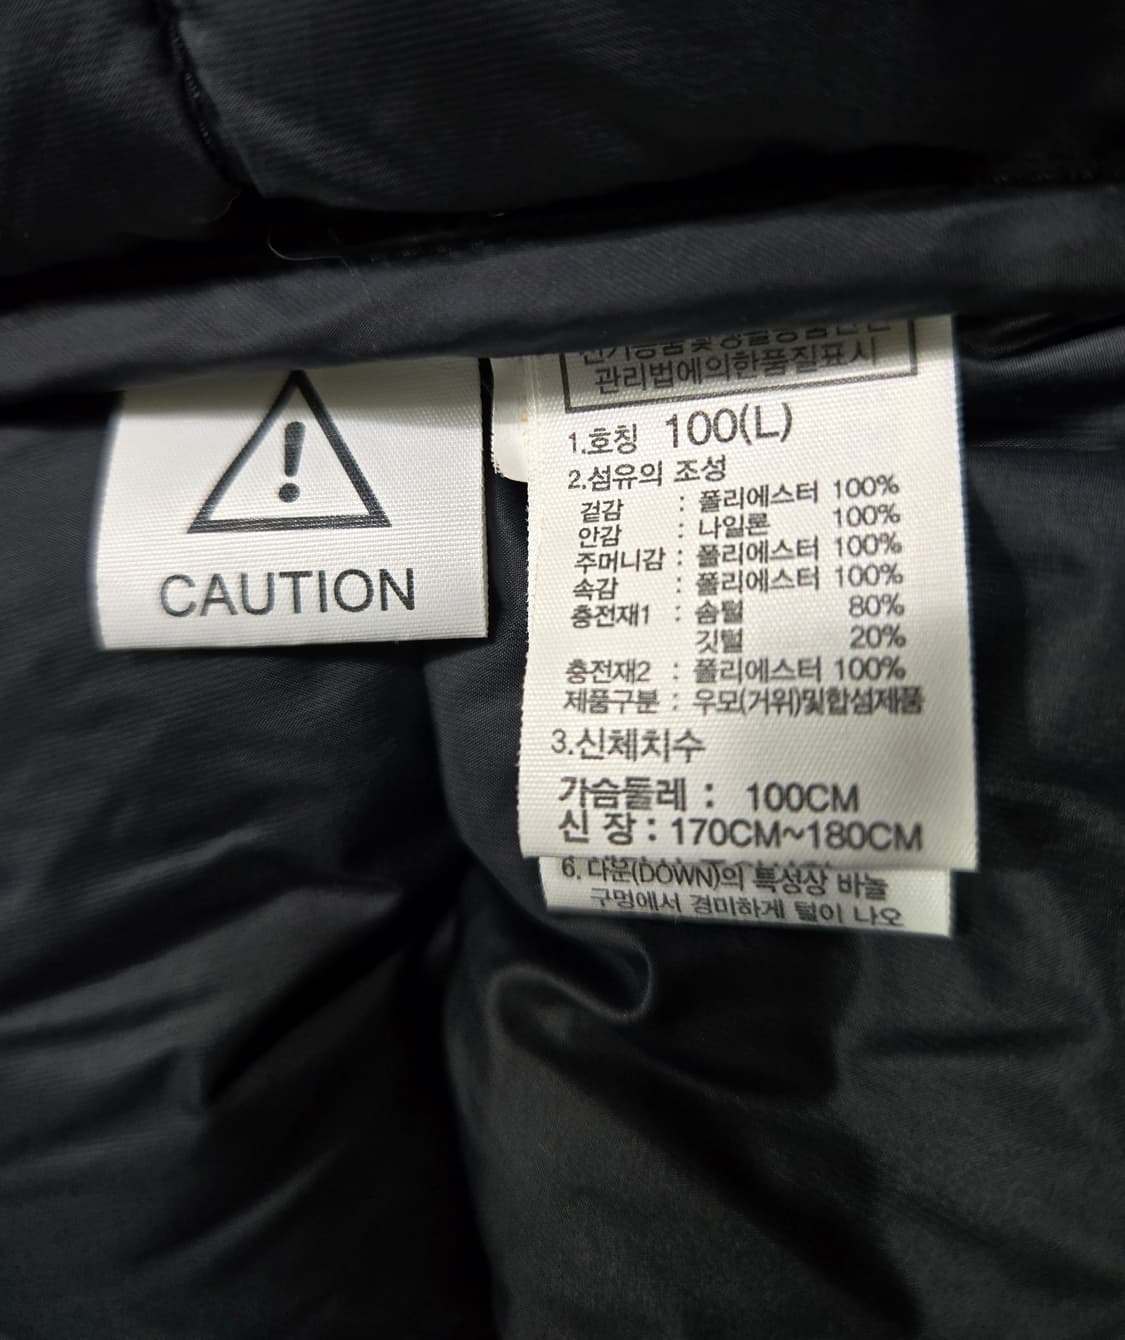 CAUTION
관리법에의한품질표시
1.호칭 100(L)
2.섬유의 조성
겉감 : 폴리에스터 100%
안감 : 나일론 100%
주머니감 : 폴리에스터 100%
속감 : 폴리에스터 100%
충전재1 : 솜털 80%
깃털 20%
충전재2 : 폴리에스터 100%
제품구분 : 우모(거위)및합섬제품
3.신체치수
가슴둘레 : 100CM
신 장 : 170CM~180CM
6. 다운(DOWN)의 특성상 바늘
구멍에서 경미하게 털이 나오